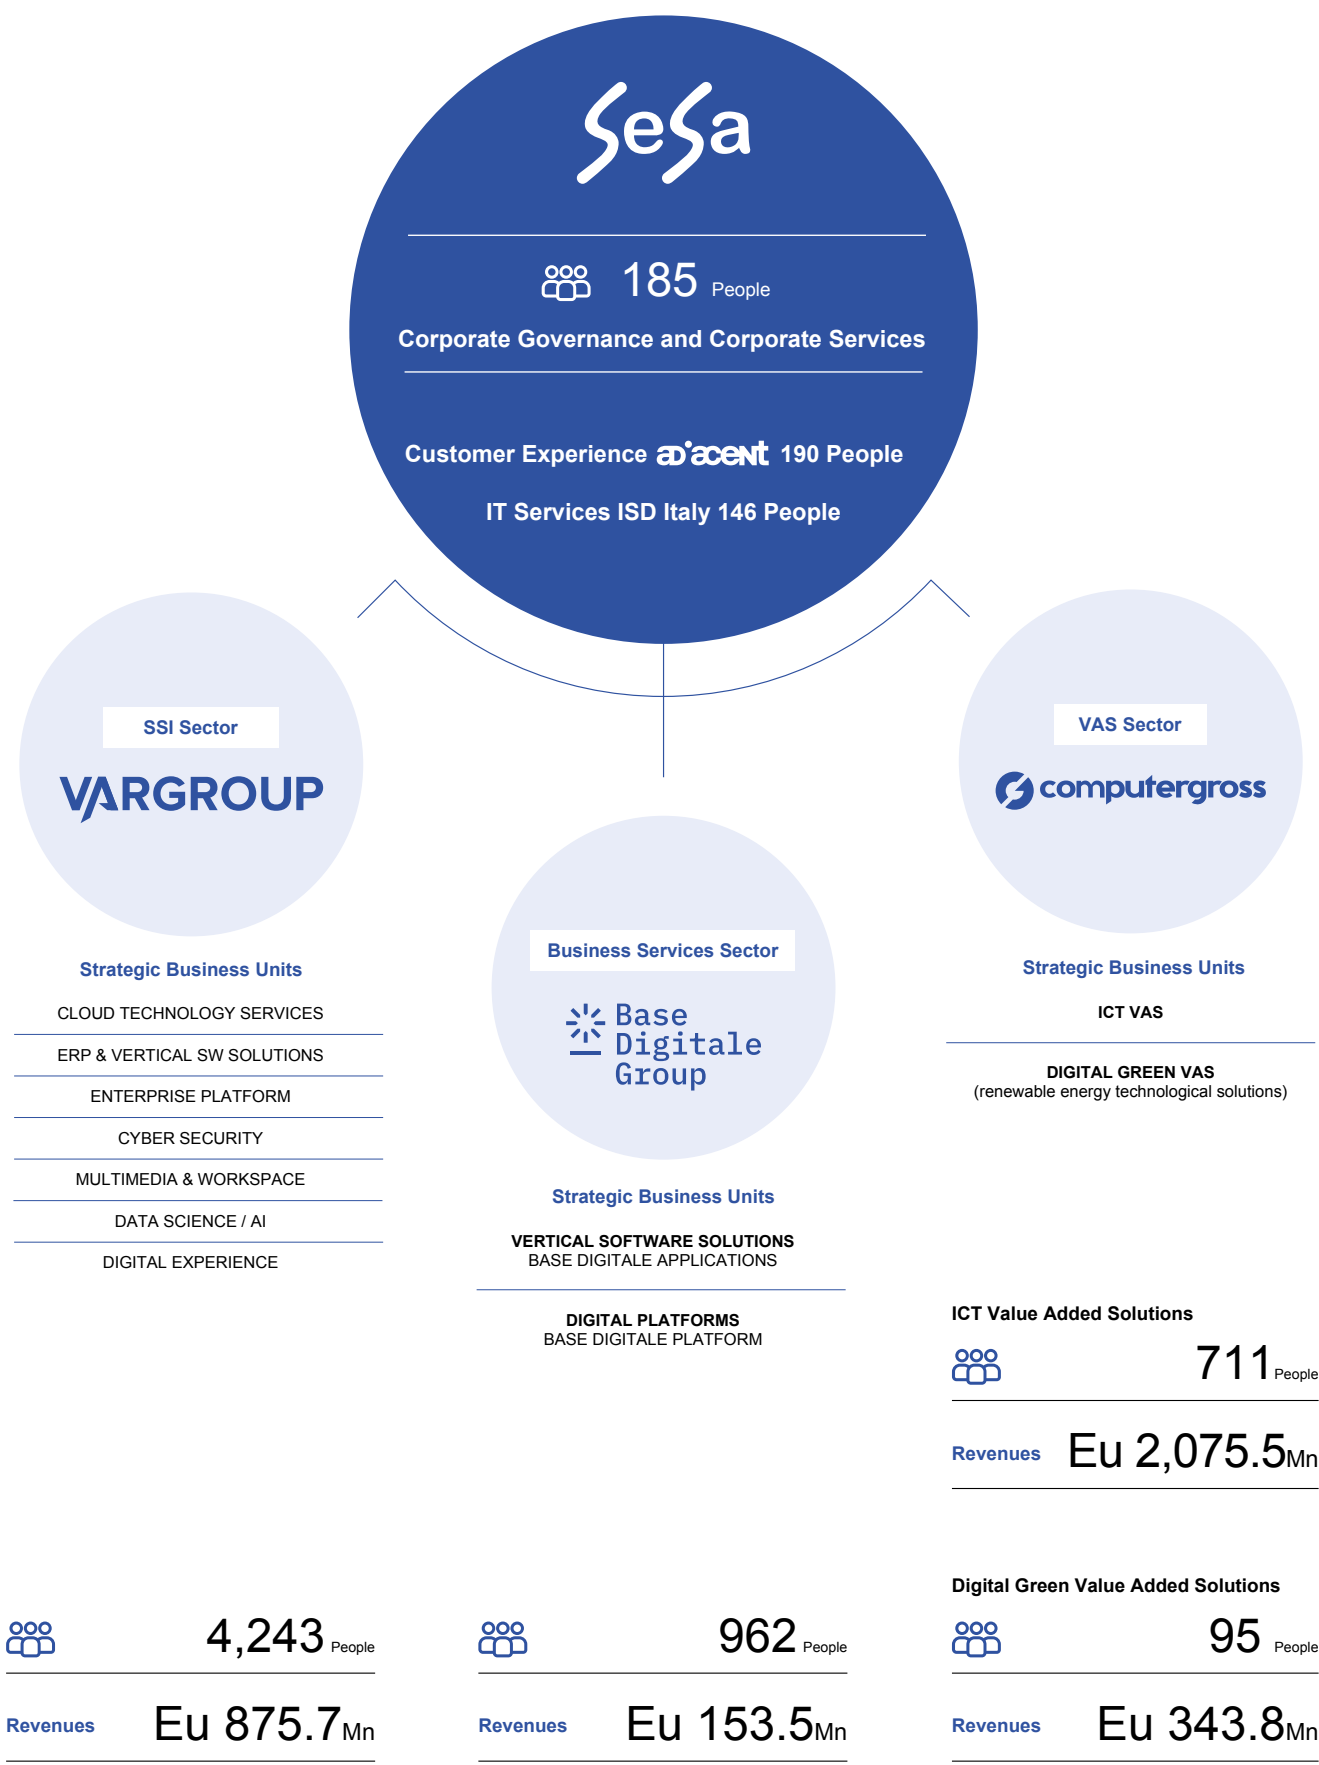 SeSa
185 People
Corporate Governance and Corporate Services
Customer Experience adiacent 190 People
IT Services ISD Italy 146 People
SSI Sector
VARGROUP
Strategic Business Units
CLOUD TECHNOLOGY SERVICES
ERP & VERTICAL SW SOLUTIONS
ENTERPRISE PLATFORM
CYBER SECURITY
MULTIMEDIA & WORKSPACE
DATA SCIENCE / AI
DIGITAL EXPERIENCE
4,243 People
Revenues Eu 875.7Mn
Business Services Sector
Base
Digitale
Group
Strategic Business Units
VERTICAL SOFTWARE SOLUTIONS
BASE DIGITALE APPLICATIONS
DIGITAL PLATFORMS
BASE DIGITALE PLATFORM
962 People
Revenues Eu 153.5Mn
VAS Sector
computergross
Strategic Business Units
ICT VAS
DIGITAL GREEN VAS
(renewable energy technological solutions)
ICT Value Added Solutions
711 People
Revenues Eu 2,075.5Mn
Digital Green Value Added Solutions
95 People
Revenues Eu 343.8Mn